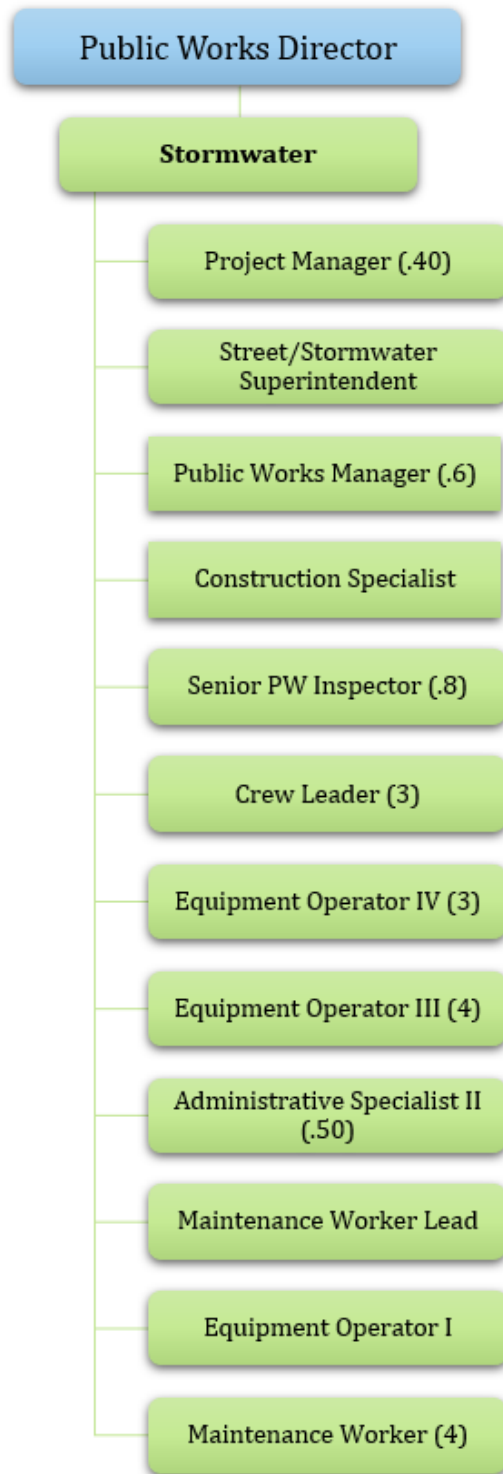 Public Works Director
Stormwater
Project Manager (.40)
Street/Stormwater
Superintendent
Public Works Manager (.6)
Construction Specialist
Senior PW Inspector (.8)
Crew Leader (3)
Equipment Operator IV (3)
Equipment Operator III (4)
Administrative Specialist II
(.50)
Maintenance Worker Lead
Equipment Operator I
Maintenance Worker (4)